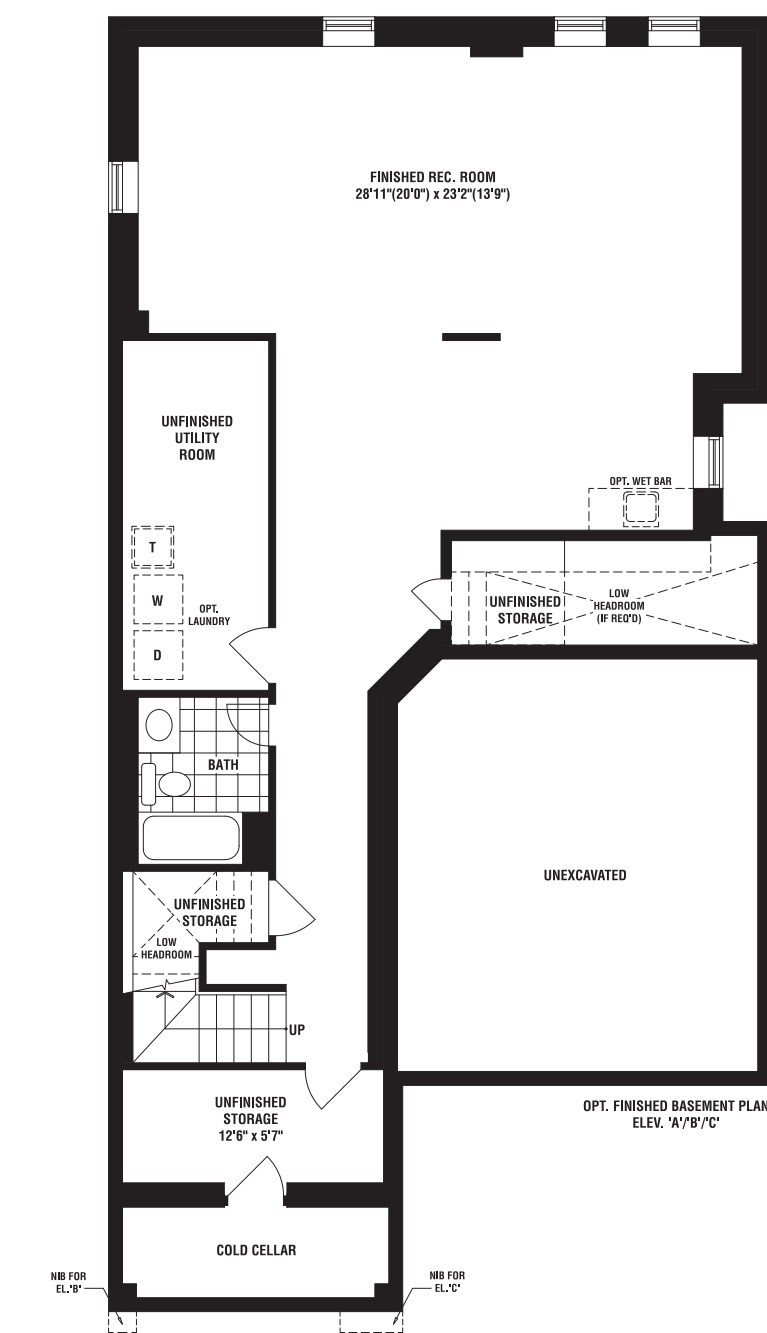 FINISHED REC. ROOM
28'11"(20'0") x 23'2"(13'9")
UNFINISHED
UTILITY
ROOM
OPT. WET BAR
T
W
D
OPT.
LAUNDRY
UNFINISHED
STORAGE
LOW
HEADROOM
(IF REQ'D)
BATH
UNEXCAVATED
UNFINISHED
STORAGE
LOW
HEADROOM
UP
UNFINISHED
STORAGE
12'6" x 5'7"
OPT. FINISHED BASEMENT PLAN
ELEV. 'A'/'B'/'C'
COLD CELLAR
NIB FOR
EL.'B'
NIB FOR
EL.'C'